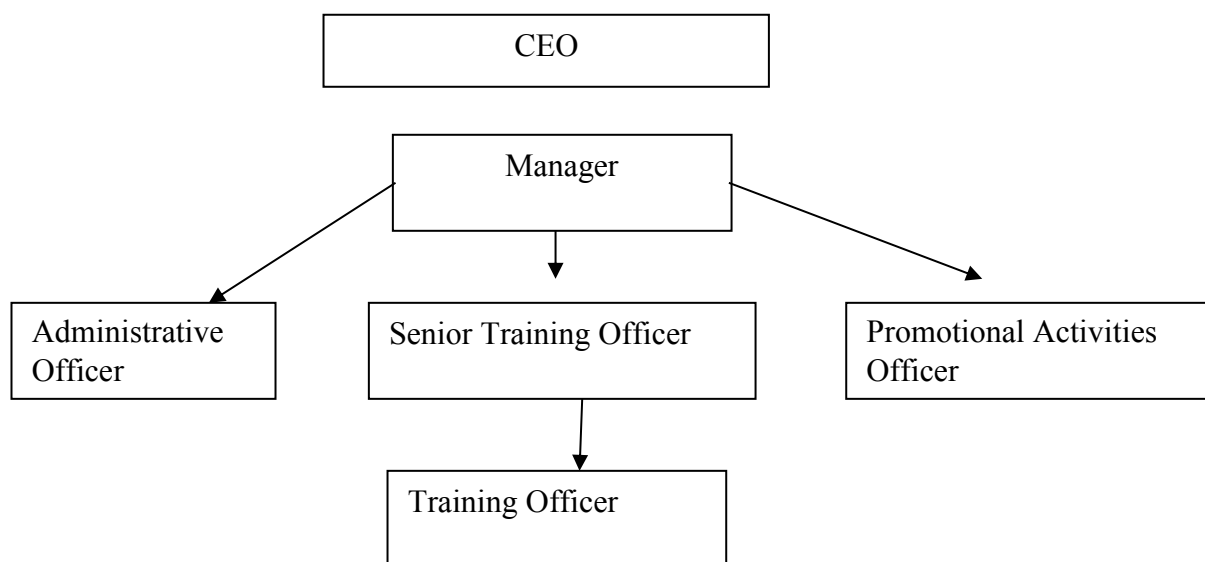 CEO
Manager
Administrative
Officer
Senior Training Officer
Promotional Activities
Officer
Training Officer